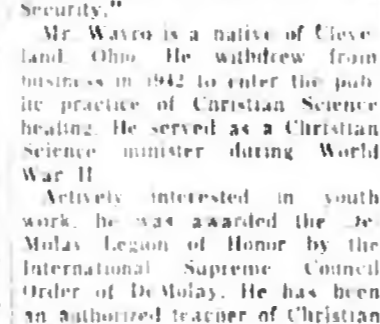 Security."
Mr. Wavro is a native of Cleve-
land, Ohio. He withdrew from
business in 1942 to enter the pub-
lic practice of Christian Science
healing. He served as a Christian
Science minister during World
War II
Actively interested in youth
work, he was awarded the De-
Molay Legion of Honor by the
International Supreme Council
Order of DeMolay. He has been
an authorized teacher of Christian